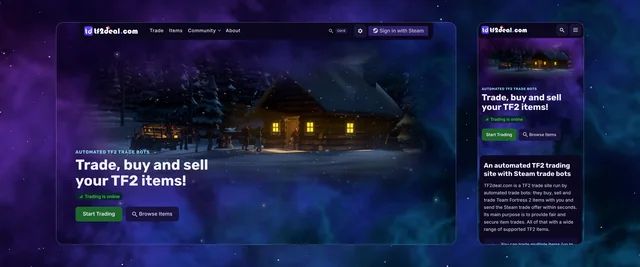 tf2deal.com
Trade Items Community About
Sign in with Steam
AUTOMATED TF2 TRADE BOTS
Trade, buy and sell
your TF2 items!
Trading is online
Start Trading Browse Items
tf2deal.com
AUTOMATED TF2 TRADE BOTS
Trade, buy and sell
your TF2 items!
Trading is online
Start Trading Browse Items
An automated TF2 trading
site with Steam trade bots
TF2deal.com is a TF2 trade site run by
automated trade bots: they buy, sell and
trade Team Fortress 2 items with you and
send the Steam trade offer within seconds.
Its main purpose is to provide fair and
secure item trades. All of that with a wide
range of supported TF2 items.